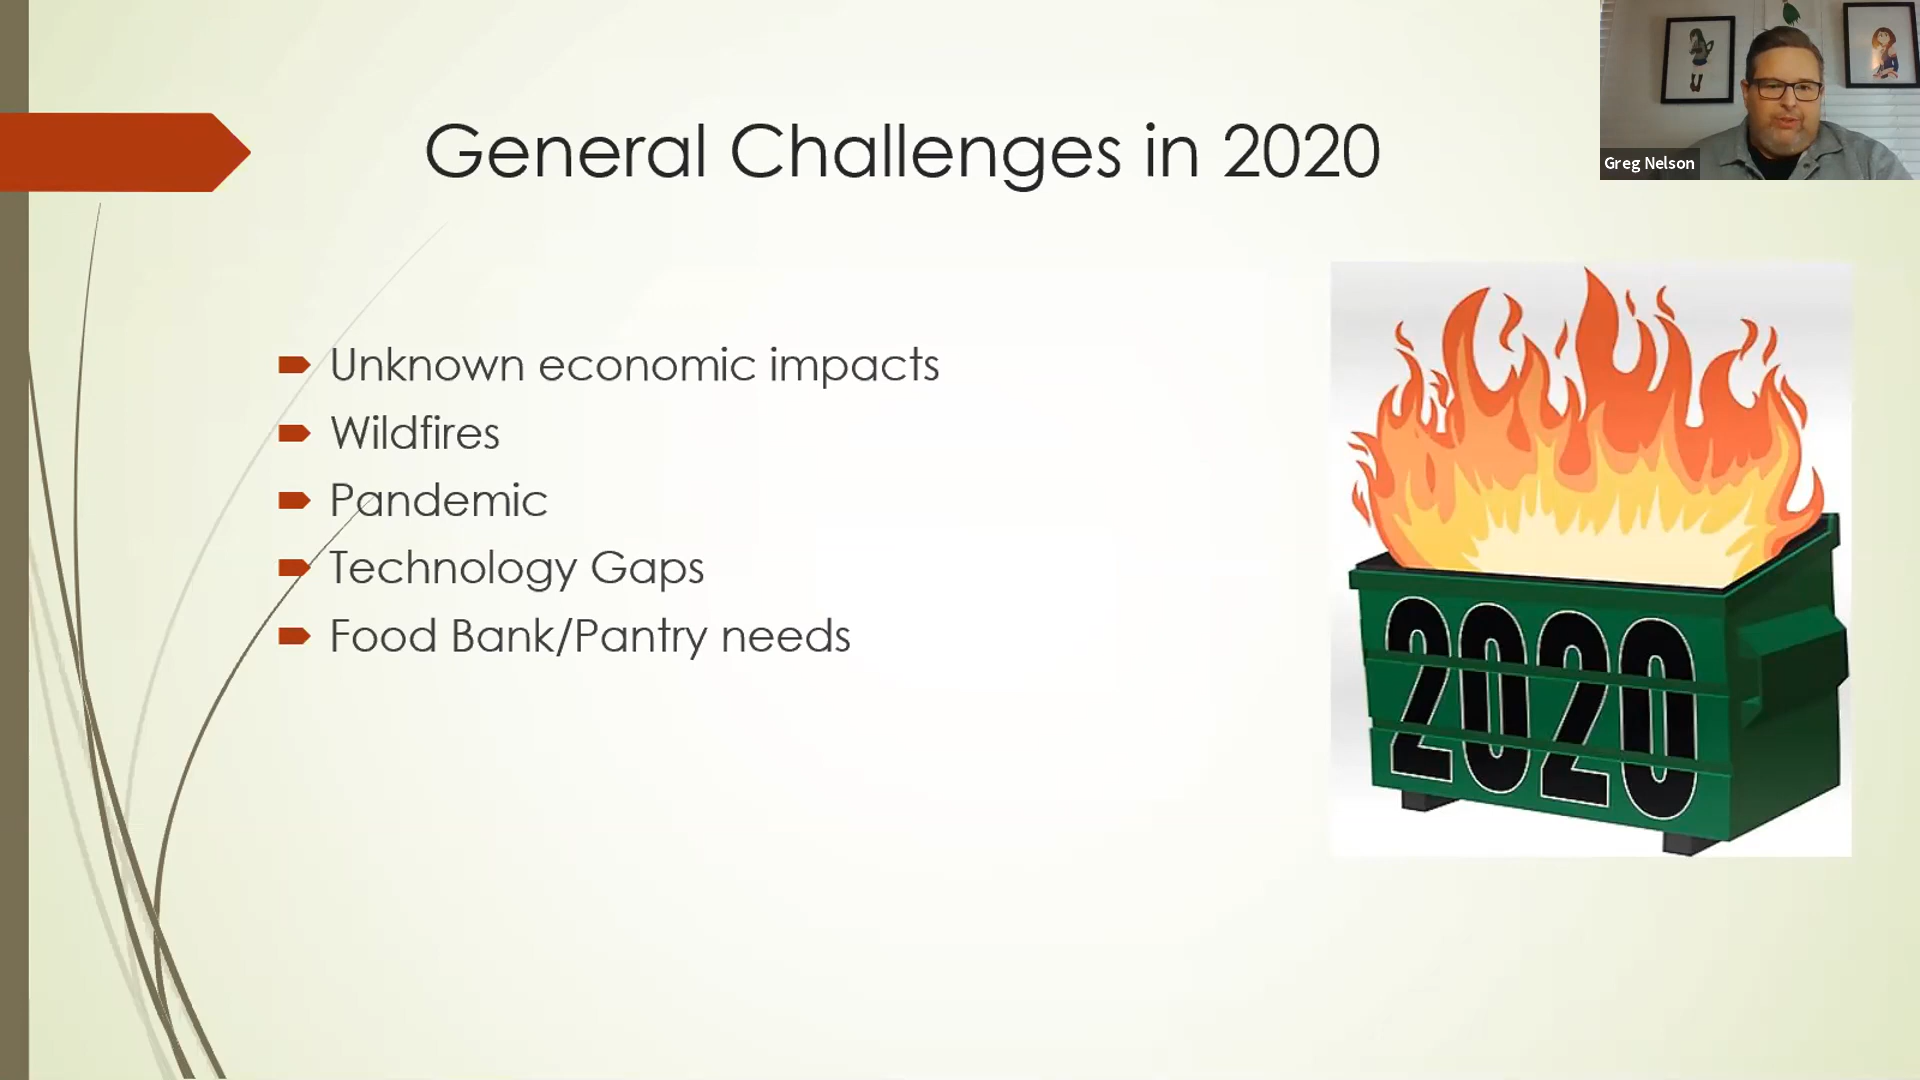 General Challenges in 2020
Greg Nelson
Unknown economic impacts
Wildfires
Pandemic
Technology Gaps
Food Bank/Pantry needs
2020